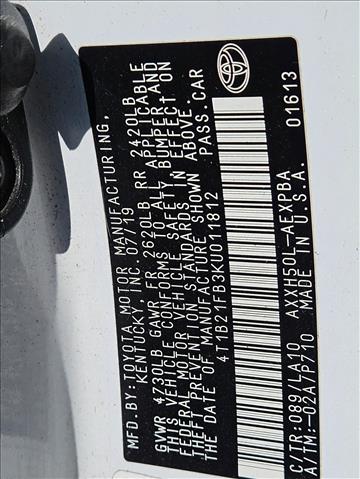 MFD.BY:TOYOTA MOTOR MANUFACTURING,
KENTUCKY, INC. 07/19
GVWR 4730LB GAWR FR 2620LB RR 2420LB
THIS VEHICLE CONFORMS TO ALL APPLICABLE
FEDERAL MOTOR VEHICLE SAFETY, BUMPER,AND
THEFT PREVENTION STANDARDS IN EFFECT ON
THE DATE OF MANUFACTURE SHOWN ABOVE.
4T1B21FB3KU011812 PASS.CAR
C/TR:089/LA10 AXXH50L-AEXPBA
A/TM:-02A/P710 MADE IN U.S.A.
01613